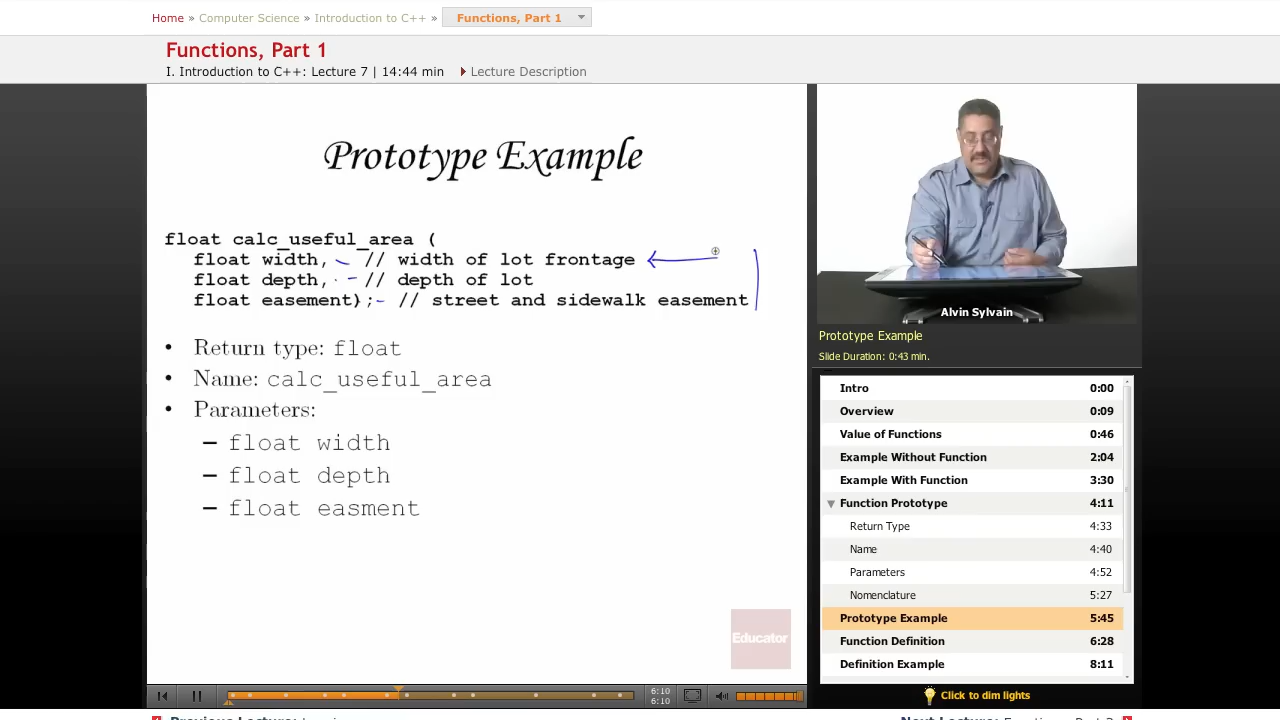 Home » Computer Science » Introduction to C++ » Functions, Part 1
Functions, Part 1
I. Introduction to C++: Lecture 7 | 14:44 min Lecture Description
Prototype Example
float calc_useful_area (
float width, // width of lot frontage
float depth, // depth of lot
float easement); // street and sidewalk easement
• Return type: float
• Name: calc_useful_area
• Parameters:
– float width
– float depth
– float easment
Educator
Alvin Sylvain
Prototype Example
Slide Duration: 0:43 min.
Intro 0:00
Overview 0:09
Value of Functions 0:46
Example Without Function 2:04
Example With Function 3:30
Function Prototype 4:11
Return Type 4:33
Name 4:40
Parameters 4:52
Nomenclature 5:27
Prototype Example 5:45
Function Definition 6:28
Definition Example 8:11
6:10
6:10
Click to dim lights
Previous Lecture:
Next Lecture: